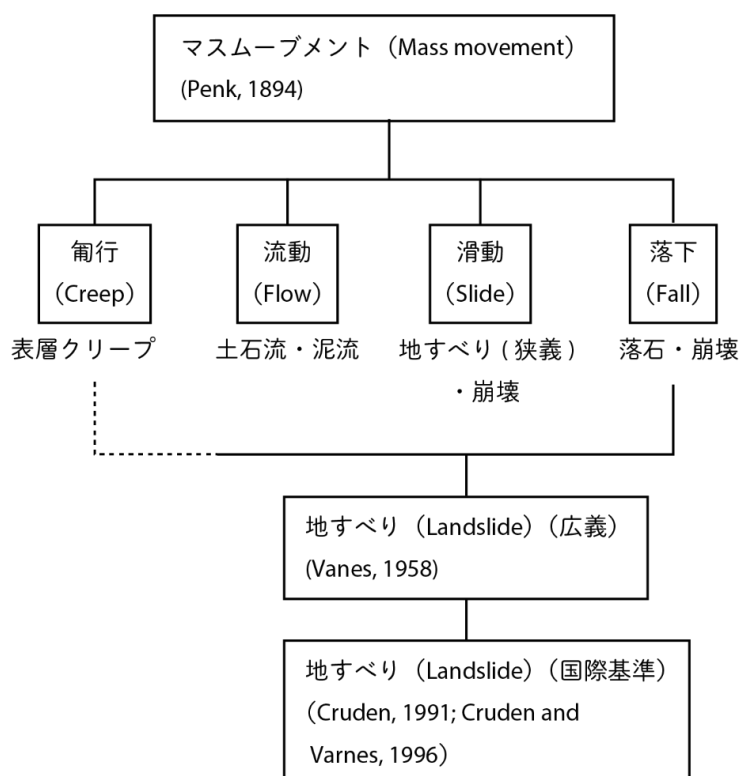 マスムーブメント（Mass movement）
(Penk, 1894)
匍行
（Creep）
流動
（Flow）
滑動
（Slide）
落下
（Fall）
表層クリープ
土石流・泥流
地すべり ( 狭義 )
・崩壊
落石・崩壊
地すべり（Landslide）（広義）
(Vanes, 1958)
地すべり（Landslide）（国際基準）
（Cruden, 1991; Cruden and
Varnes, 1996）